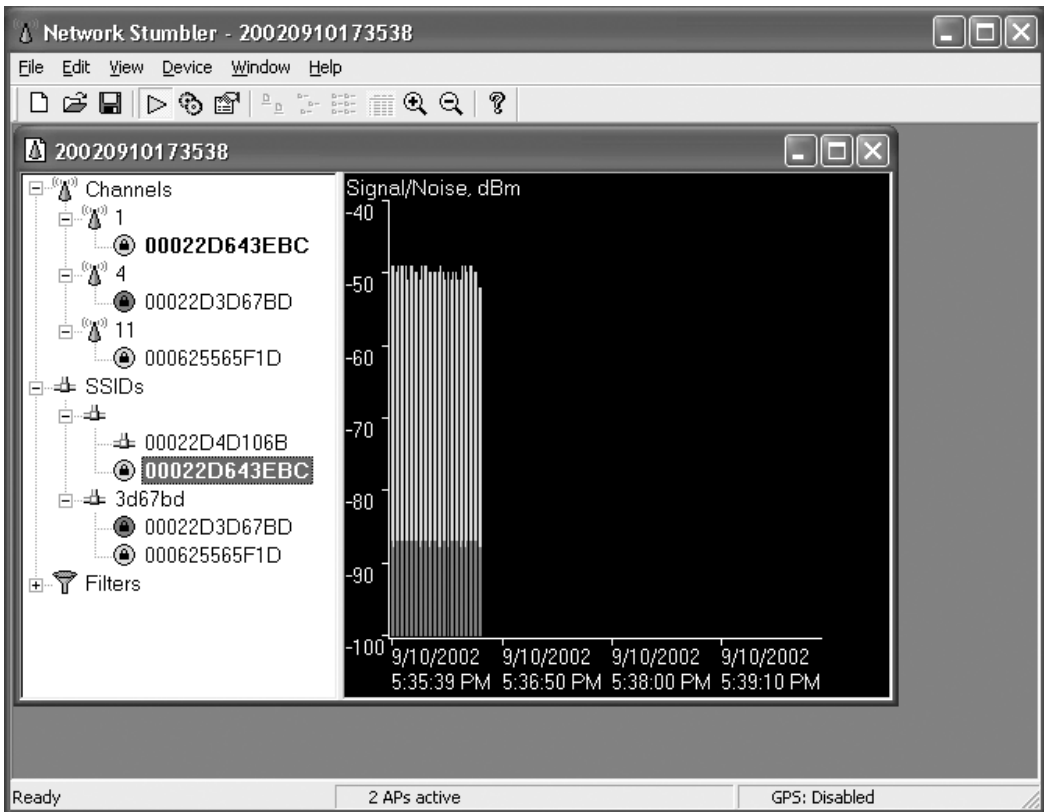 Network Stumbler - 20020910173538
File Edit View Device Window Help
20020910173538
Channels
1
00022D643EBC
4
00022D3D67BD
11
000625565F1D
SSIDs
00022D4D106B
00022D643EBC
3d67bd
00022D3D67BD
000625565F1D
Filters
Signal/Noise, dBm
-40
-50
-60
-70
-80
-90
-100
9/10/2002 9/10/2002 9/10/2002 9/10/2002
5:35:39 PM 5:36:50 PM 5:38:00 PM 5:39:10 PM
Ready 2 APs active GPS: Disabled